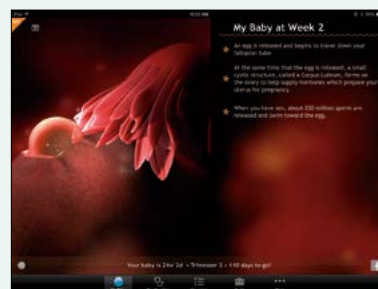 My Baby at Week 2
An egg is released and begins to travel down your
fallopian tube
At the same time that the egg is released, a small
cystic structure, called a Corpus Luteum, forms on
the ovary to help supply hormones which prepare your
uterus for pregnancy.
When you have sex, about 250 million sperm are
released and swim toward the egg.
Your baby is 24w 2d • Trimester 2 • 110 days to go!